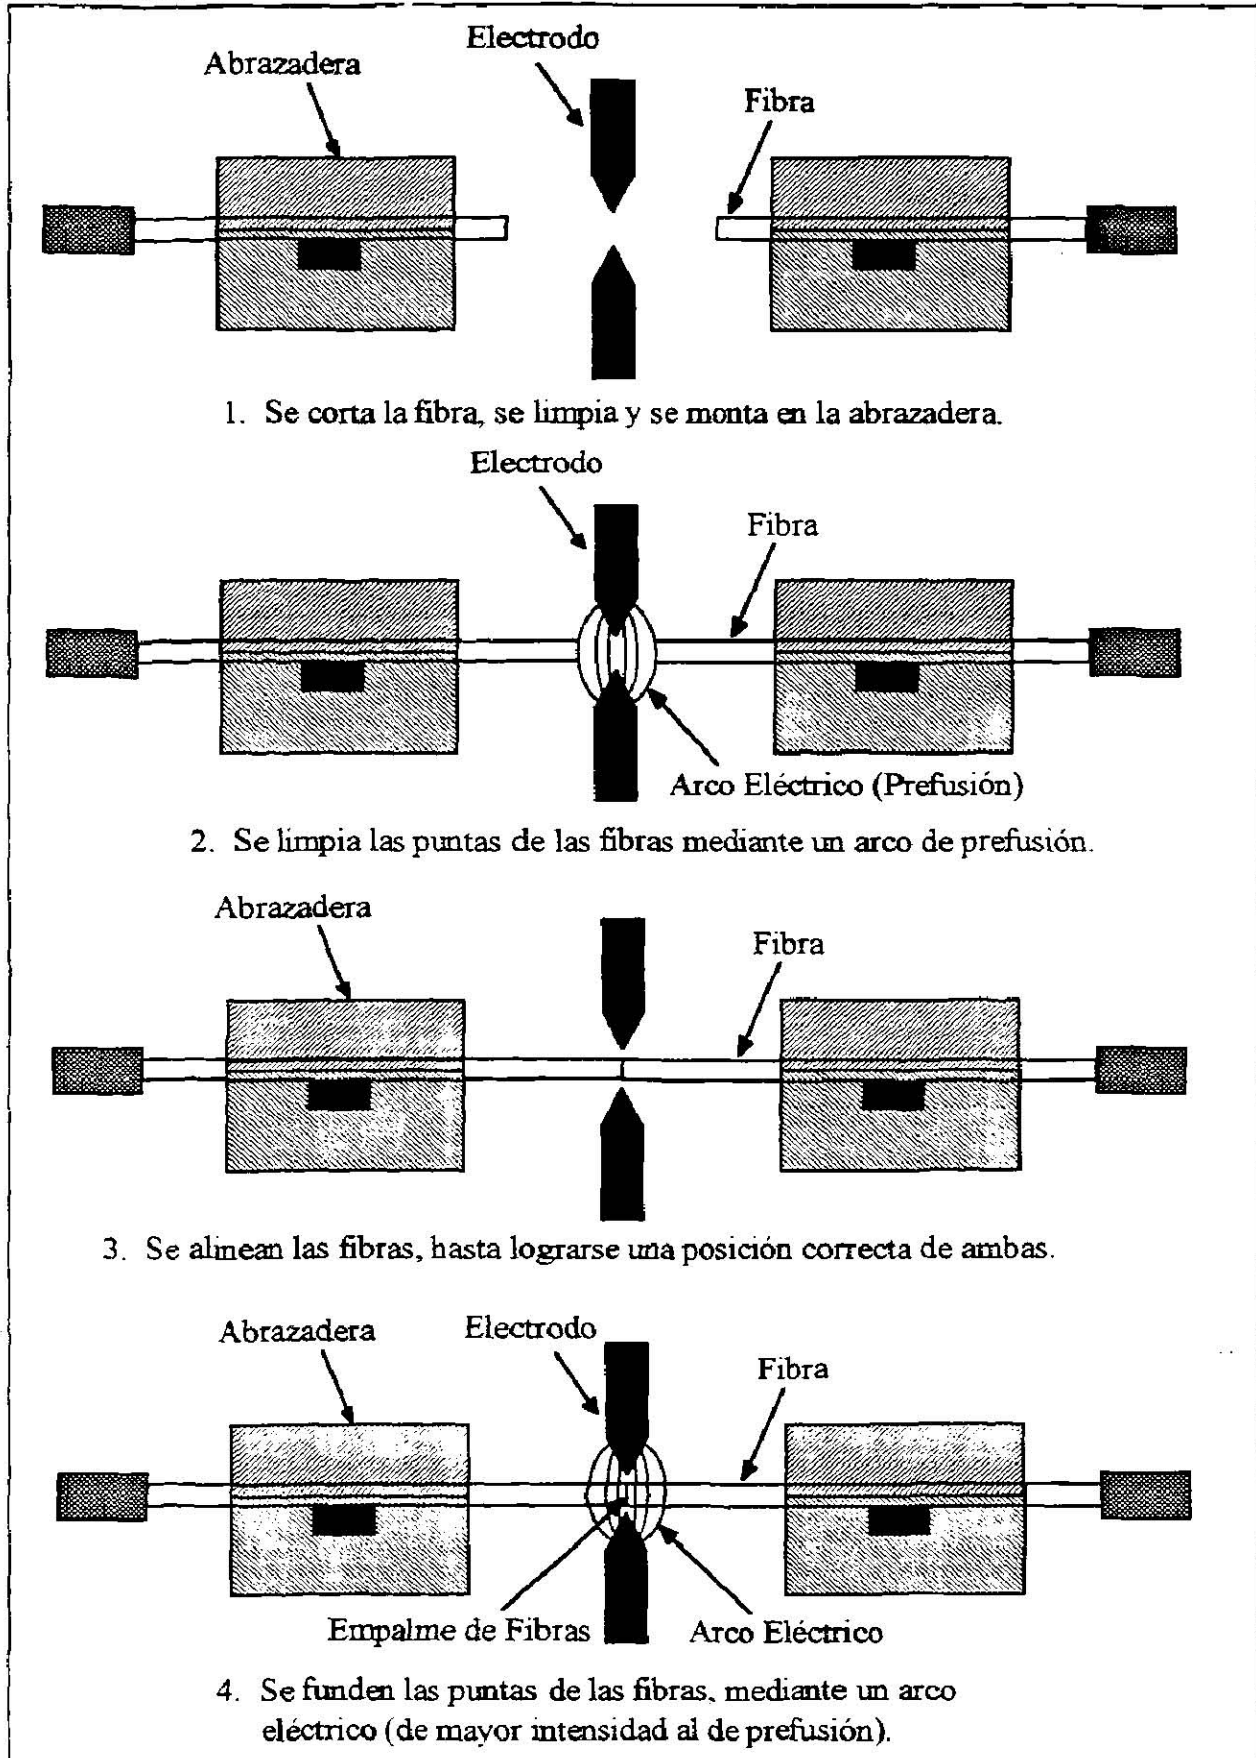 Electrodo
Abrazadera
Fibra
1. Se corta la fibra, se limpia y se monta en la abrazadera.
Electrodo
Fibra
Arco Eléctrico (Prefusión)
2. Se limpia las puntas de las fibras mediante un arco de prefusión.
Abrazadera
Fibra
3. Se alinean las fibras, hasta lograrse una posición correcta de ambas.
Abrazadera
Electrodo
Fibra
Empalme de Fibras
Arco Eléctrico
4. Se funden las puntas de las fibras, mediante un arco
eléctrico (de mayor intensidad al de prefusión).